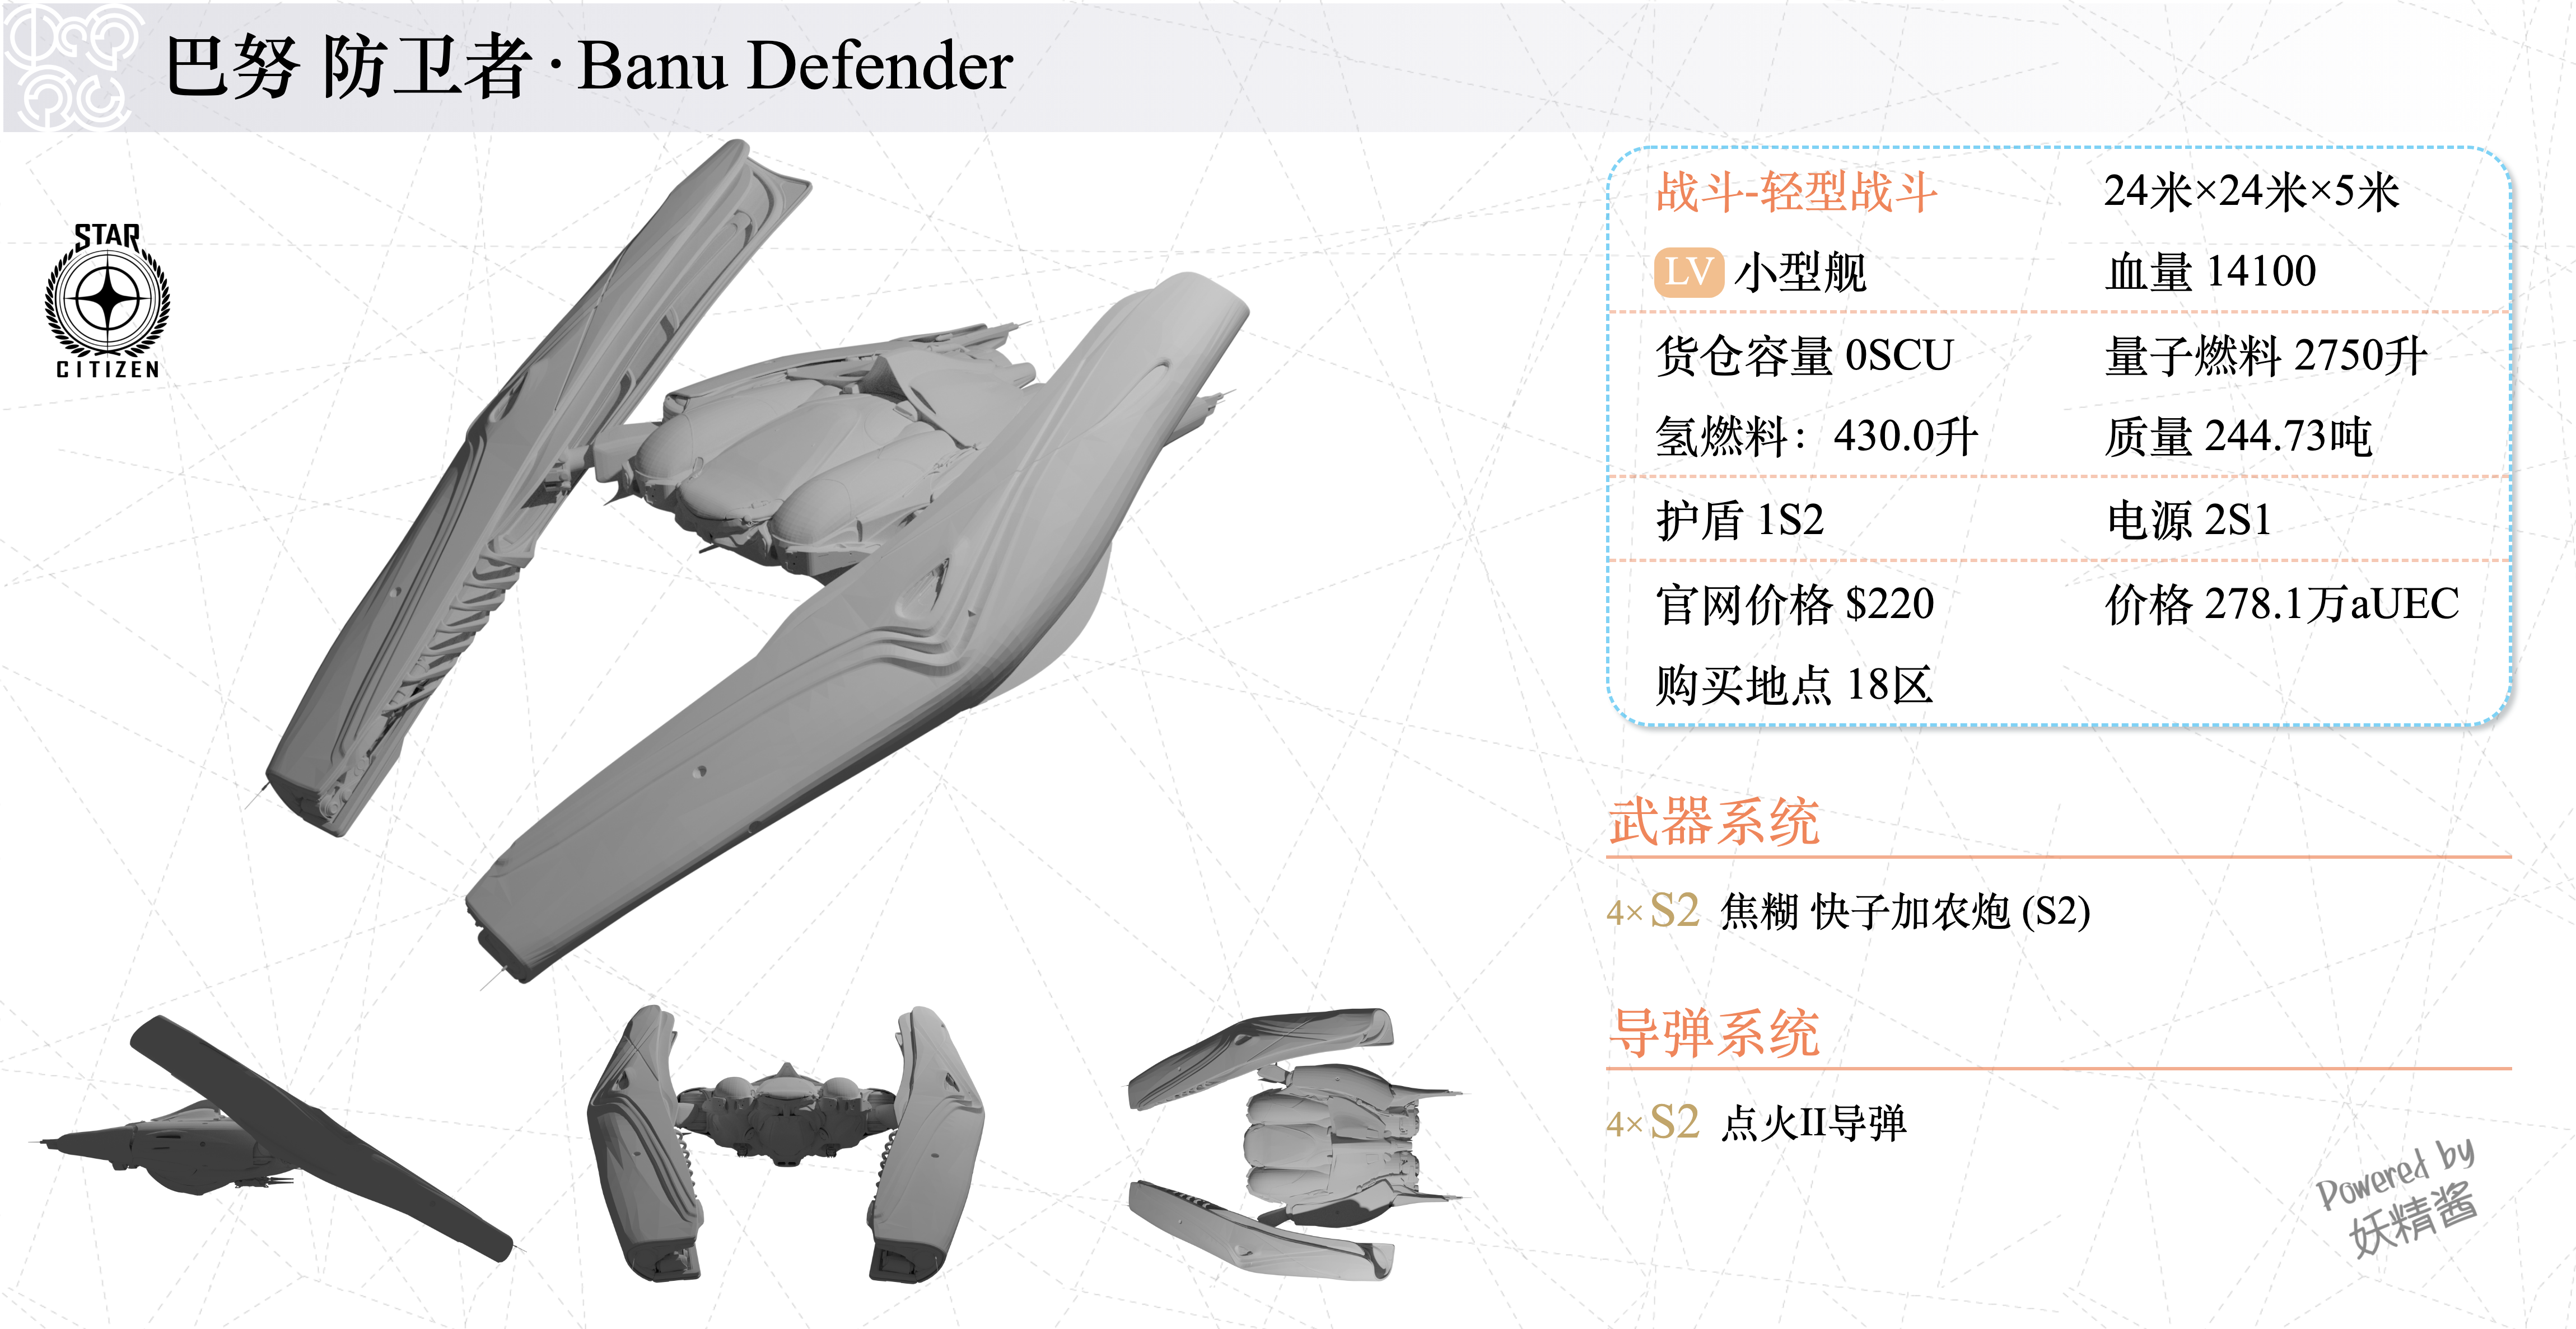 巴努 防卫者·Banu Defender
STAR
CITIZEN
战斗-轻型战斗 24米×24米×5米
LV 小型舰 血量 14100
货仓容量 0SCU 量子燃料 2750升
氢燃料：430.0升 质量 244.73吨
护盾 1S2 电源 2S1
官网价格 $220 价格 278.1万aUEC
购买地点 18区
武器系统
4× S2 焦糊 快子加农炮 (S2)
导弹系统
4× S2 点火II导弹
Powered by
妖精酱